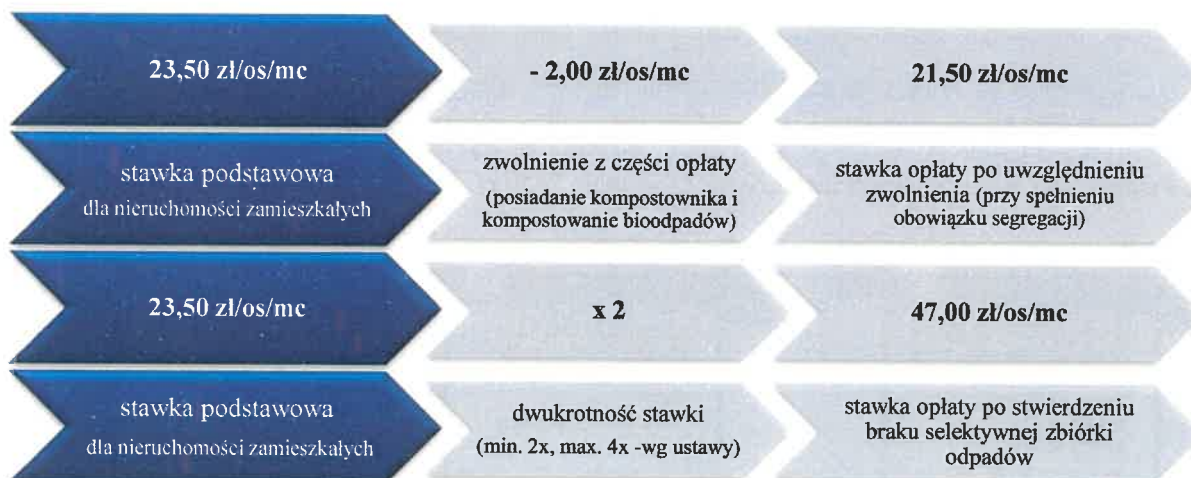 23,50 zł/os/mc
- 2,00 zł/os/mc
21,50 zł/os/mc
stawka podstawowa
dla nieruchomości zamieszkałych
zwolnienie z części opłaty
(posiadanie kompostownika i
kompostowanie bioodpadów)
stawka opłaty po uwzględnieniu
zwolnienia (przy spełnieniu
obowiązku segregacji)
23,50 zł/os/mc
x 2
47,00 zł/os/mc
stawka podstawowa
dla nieruchomości zamieszkałych
dwukrotność stawki
(min. 2x, max. 4x -wg ustawy)
stawka opłaty po stwierdzeniu
braku selektywnej zbiórki
odpadów